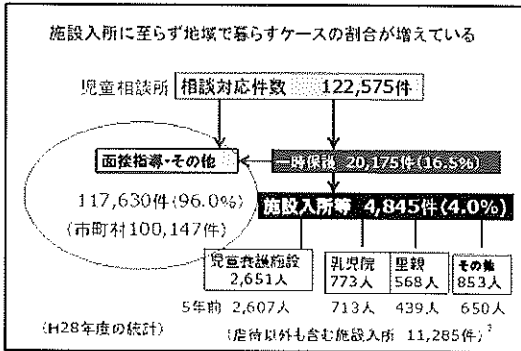 施設入所に至らず地域で暮らすケースの割合が増えている
児童相談所 相談対応件数 122,575件
面接指導・その他 一時保護 20,175件(16.5%)
117,630件(96.0%) 施設入所等 4,845件(4.0%)
(市町村100,147件)
児童養護施設 乳児院 里親 その他
2,651人 773人 568人 853人
5年前 2,607人 713人 439人 650人
(H28年度の統計) (虐待以外も含む施設入所 11,285件)